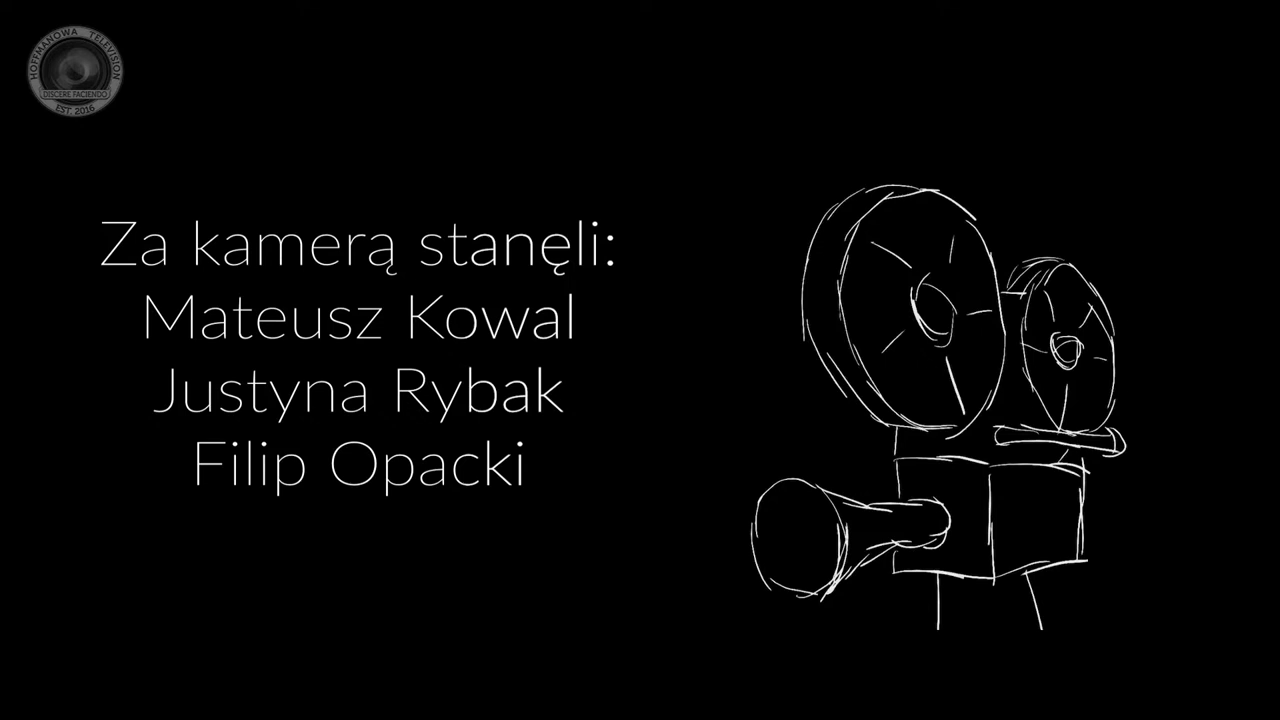 HOFFMANOWA TELEVISION
DISCERE FACIENDO
EST. 2016
Za kamerą stanęli:
Mateusz Kowal
Justyna Rybak
Filip Opacki